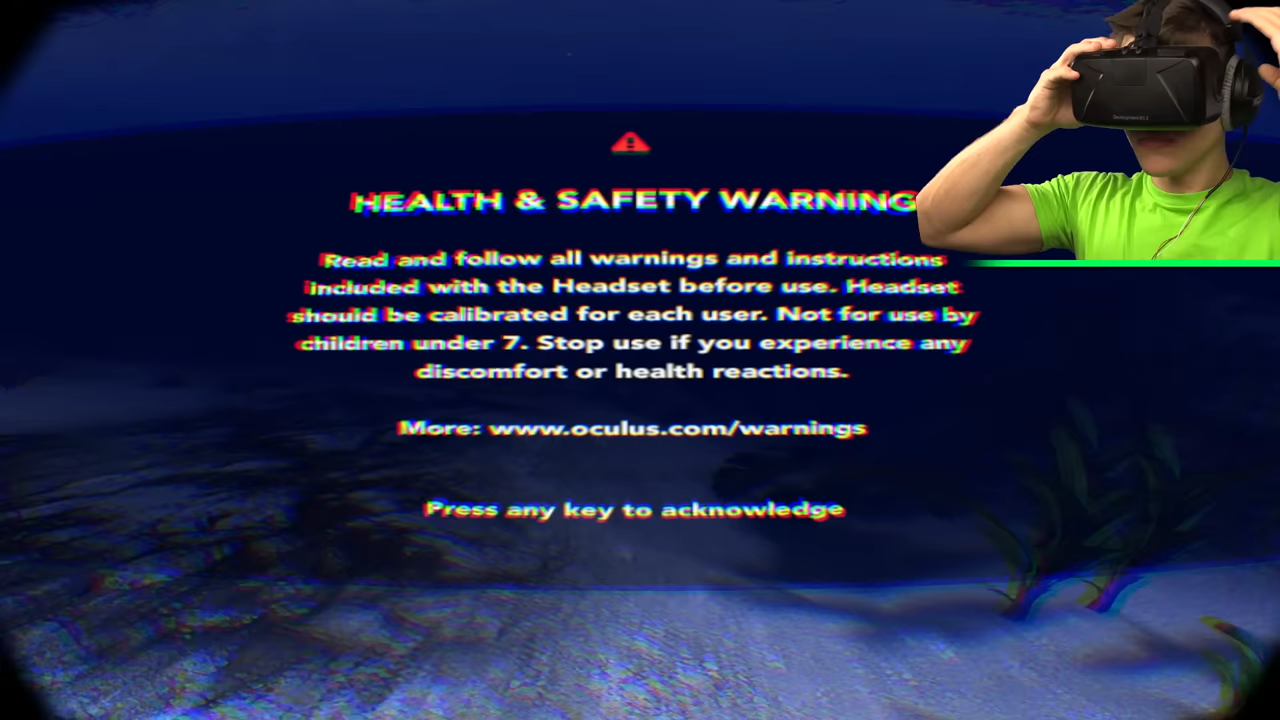 HEALTH & SAFETY WARNING
Read and follow all warnings and instructions
included with the Headset before use. Headset
should be calibrated for each user. Not for use by
children under 7. Stop use if you experience any
discomfort or health reactions.
More: www.oculus.com/warnings
Press any key to acknowledge